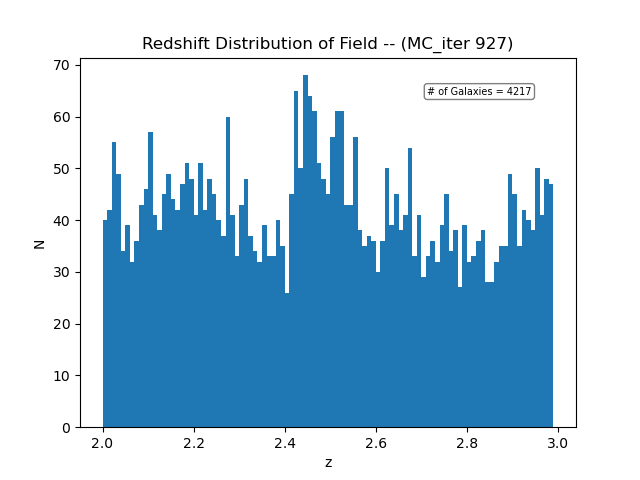 Redshift Distribution of Field -- (MC_iter 927)
# of Galaxies = 4217
70
60
50
40
30
20
10
0
N
2.0 2.2 2.4 2.6 2.8 3.0
z